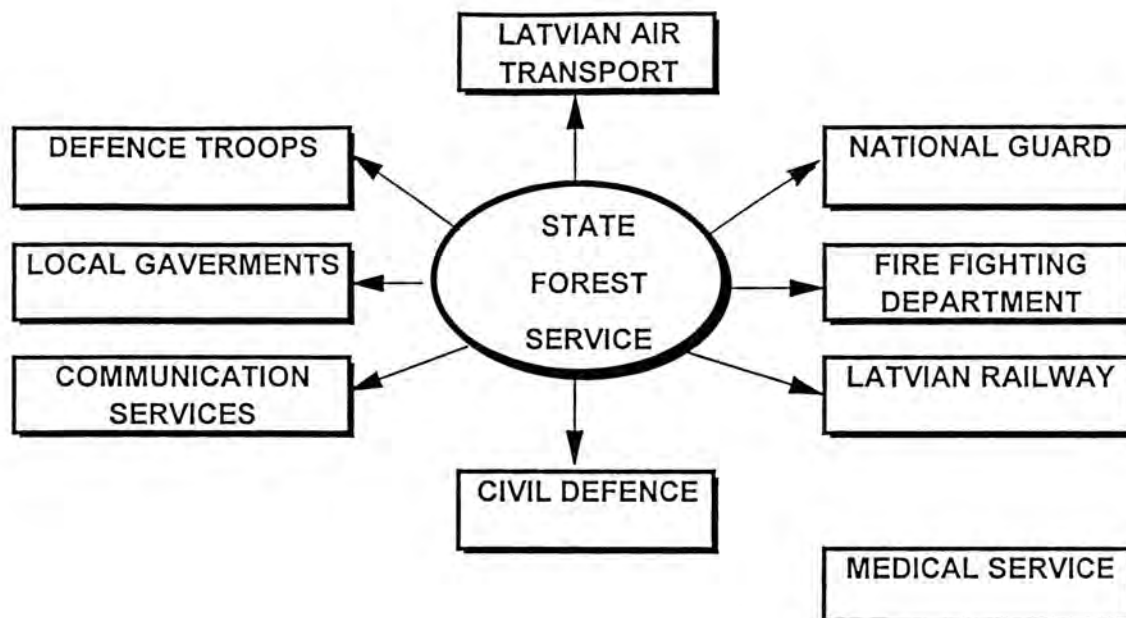 LATVIAN AIR
TRANSPORT
DEFENCE TROOPS
NATIONAL GUARD
STATE
FOREST
SERVICE
LOCAL GAVERMENTS
FIRE FIGHTING
DEPARTMENT
COMMUNICATION
SERVICES
LATVIAN RAILWAY
CIVIL DEFENCE
MEDICAL SERVICE